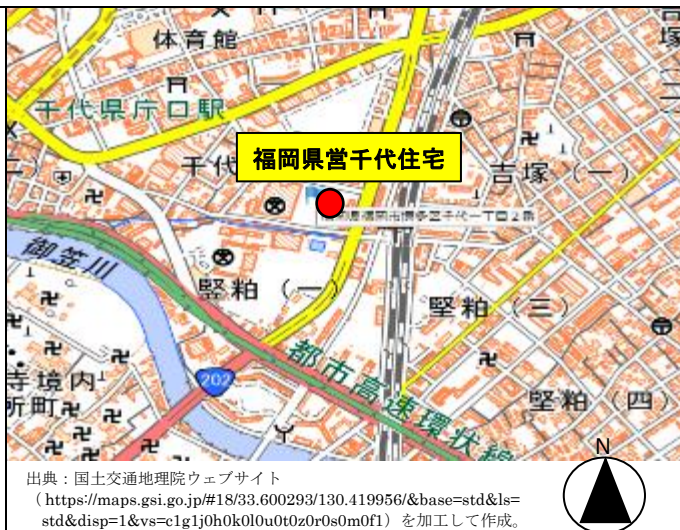 体育館
千代県庁口駅
福岡県営千代住宅
千代
吉塚（一）
御笠川
堅粕（一）
堅粕（三）
202
都市高速環状線
寺境内
所町
堅粕（四）
N
出典：国土交通地理院ウェブサイト
（https://maps.gsi.go.jp/#18/33.600293/130.419956/&base=std&ls=
std&disp=1&vs=c1g1j0h0k0l0u0t0z0r0s0m0f1）を加工して作成。